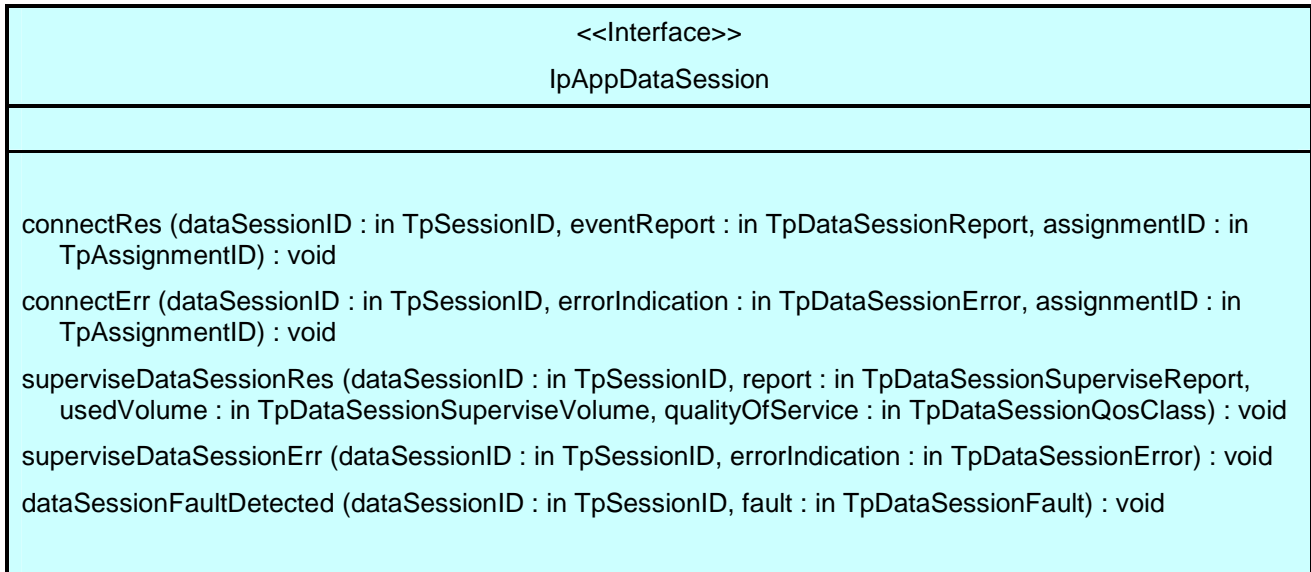 <<Interface>>
IpAppDataSession
connectRes (dataSessionID : in TpSessionID, eventReport : in TpDataSessionReport, assignmentID : in
TpAssignmentID) : void
connectErr (dataSessionID : in TpSessionID, errorIndication : in TpDataSessionError, assignmentID : in
TpAssignmentID) : void
superviseDataSessionRes (dataSessionID : in TpSessionID, report : in TpDataSessionSuperviseReport,
usedVolume : in TpDataSessionSuperviseVolume, qualityOfService : in TpDataSessionQosClass) : void
superviseDataSessionErr (dataSessionID : in TpSessionID, errorIndication : in TpDataSessionError) : void
dataSessionFaultDetected (dataSessionID : in TpSessionID, fault : in TpDataSessionFault) : void